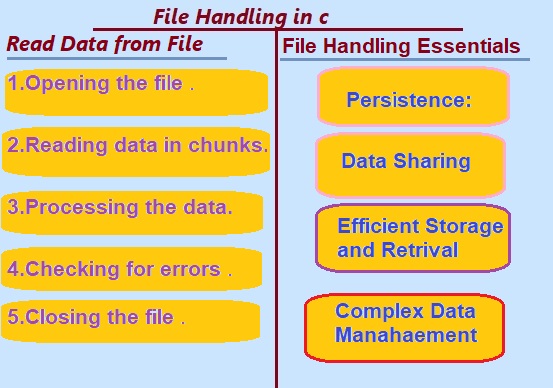 File Handling in c
Read Data from File
1.Opening the file .
2.Reading data in chunks.
3.Processing the data.
4.Checking for errors .
5.Closing the file .
File Handling Essentials
Persistence:
Data Sharing
Efficient Storage
and Retrival
Complex Data
Manahaement